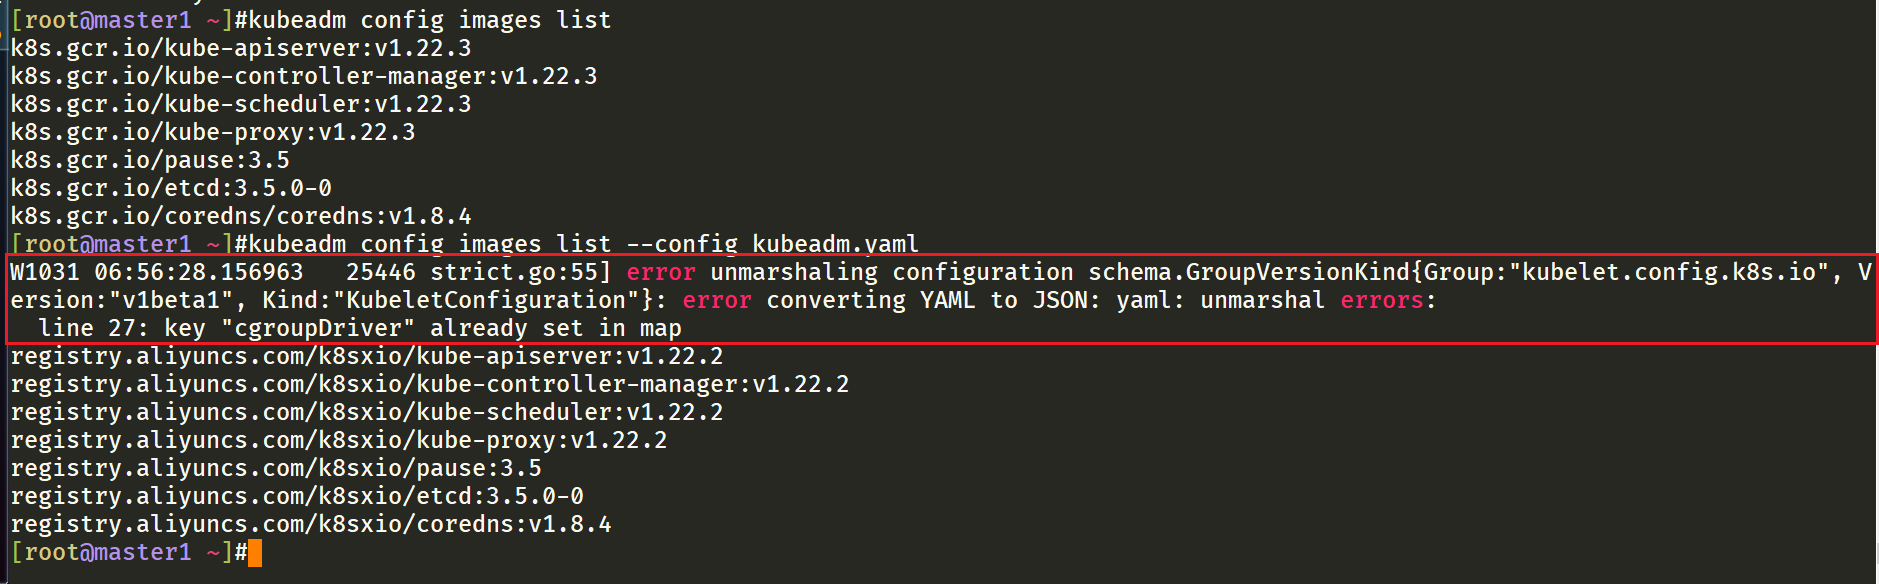 [root@master1 ~]#kubeadm config images list
k8s.gcr.io/kube-apiserver:v1.22.3
k8s.gcr.io/kube-controller-manager:v1.22.3
k8s.gcr.io/kube-scheduler:v1.22.3
k8s.gcr.io/kube-proxy:v1.22.3
k8s.gcr.io/pause:3.5
k8s.gcr.io/etcd:3.5.0-0
k8s.gcr.io/coredns/coredns:v1.8.4
[root@master1 ~]#kubeadm config images list --config kubeadm.yaml
W1031 06:56:28.156963   25446 strict.go:55] error unmarshaling configuration schema.GroupVersionKind{Group:"kubelet.config.k8s.io", V
ersion:"v1beta1", Kind:"KubeletConfiguration"}: error converting YAML to JSON: yaml: unmarshal errors:
  line 27: key "cgroupDriver" already set in map
registry.aliyuncs.com/k8sxio/kube-apiserver:v1.22.2
registry.aliyuncs.com/k8sxio/kube-controller-manager:v1.22.2
registry.aliyuncs.com/k8sxio/kube-scheduler:v1.22.2
registry.aliyuncs.com/k8sxio/kube-proxy:v1.22.2
registry.aliyuncs.com/k8sxio/pause:3.5
registry.aliyuncs.com/k8sxio/etcd:3.5.0-0
registry.aliyuncs.com/k8sxio/coredns:v1.8.4
[root@master1 ~]#